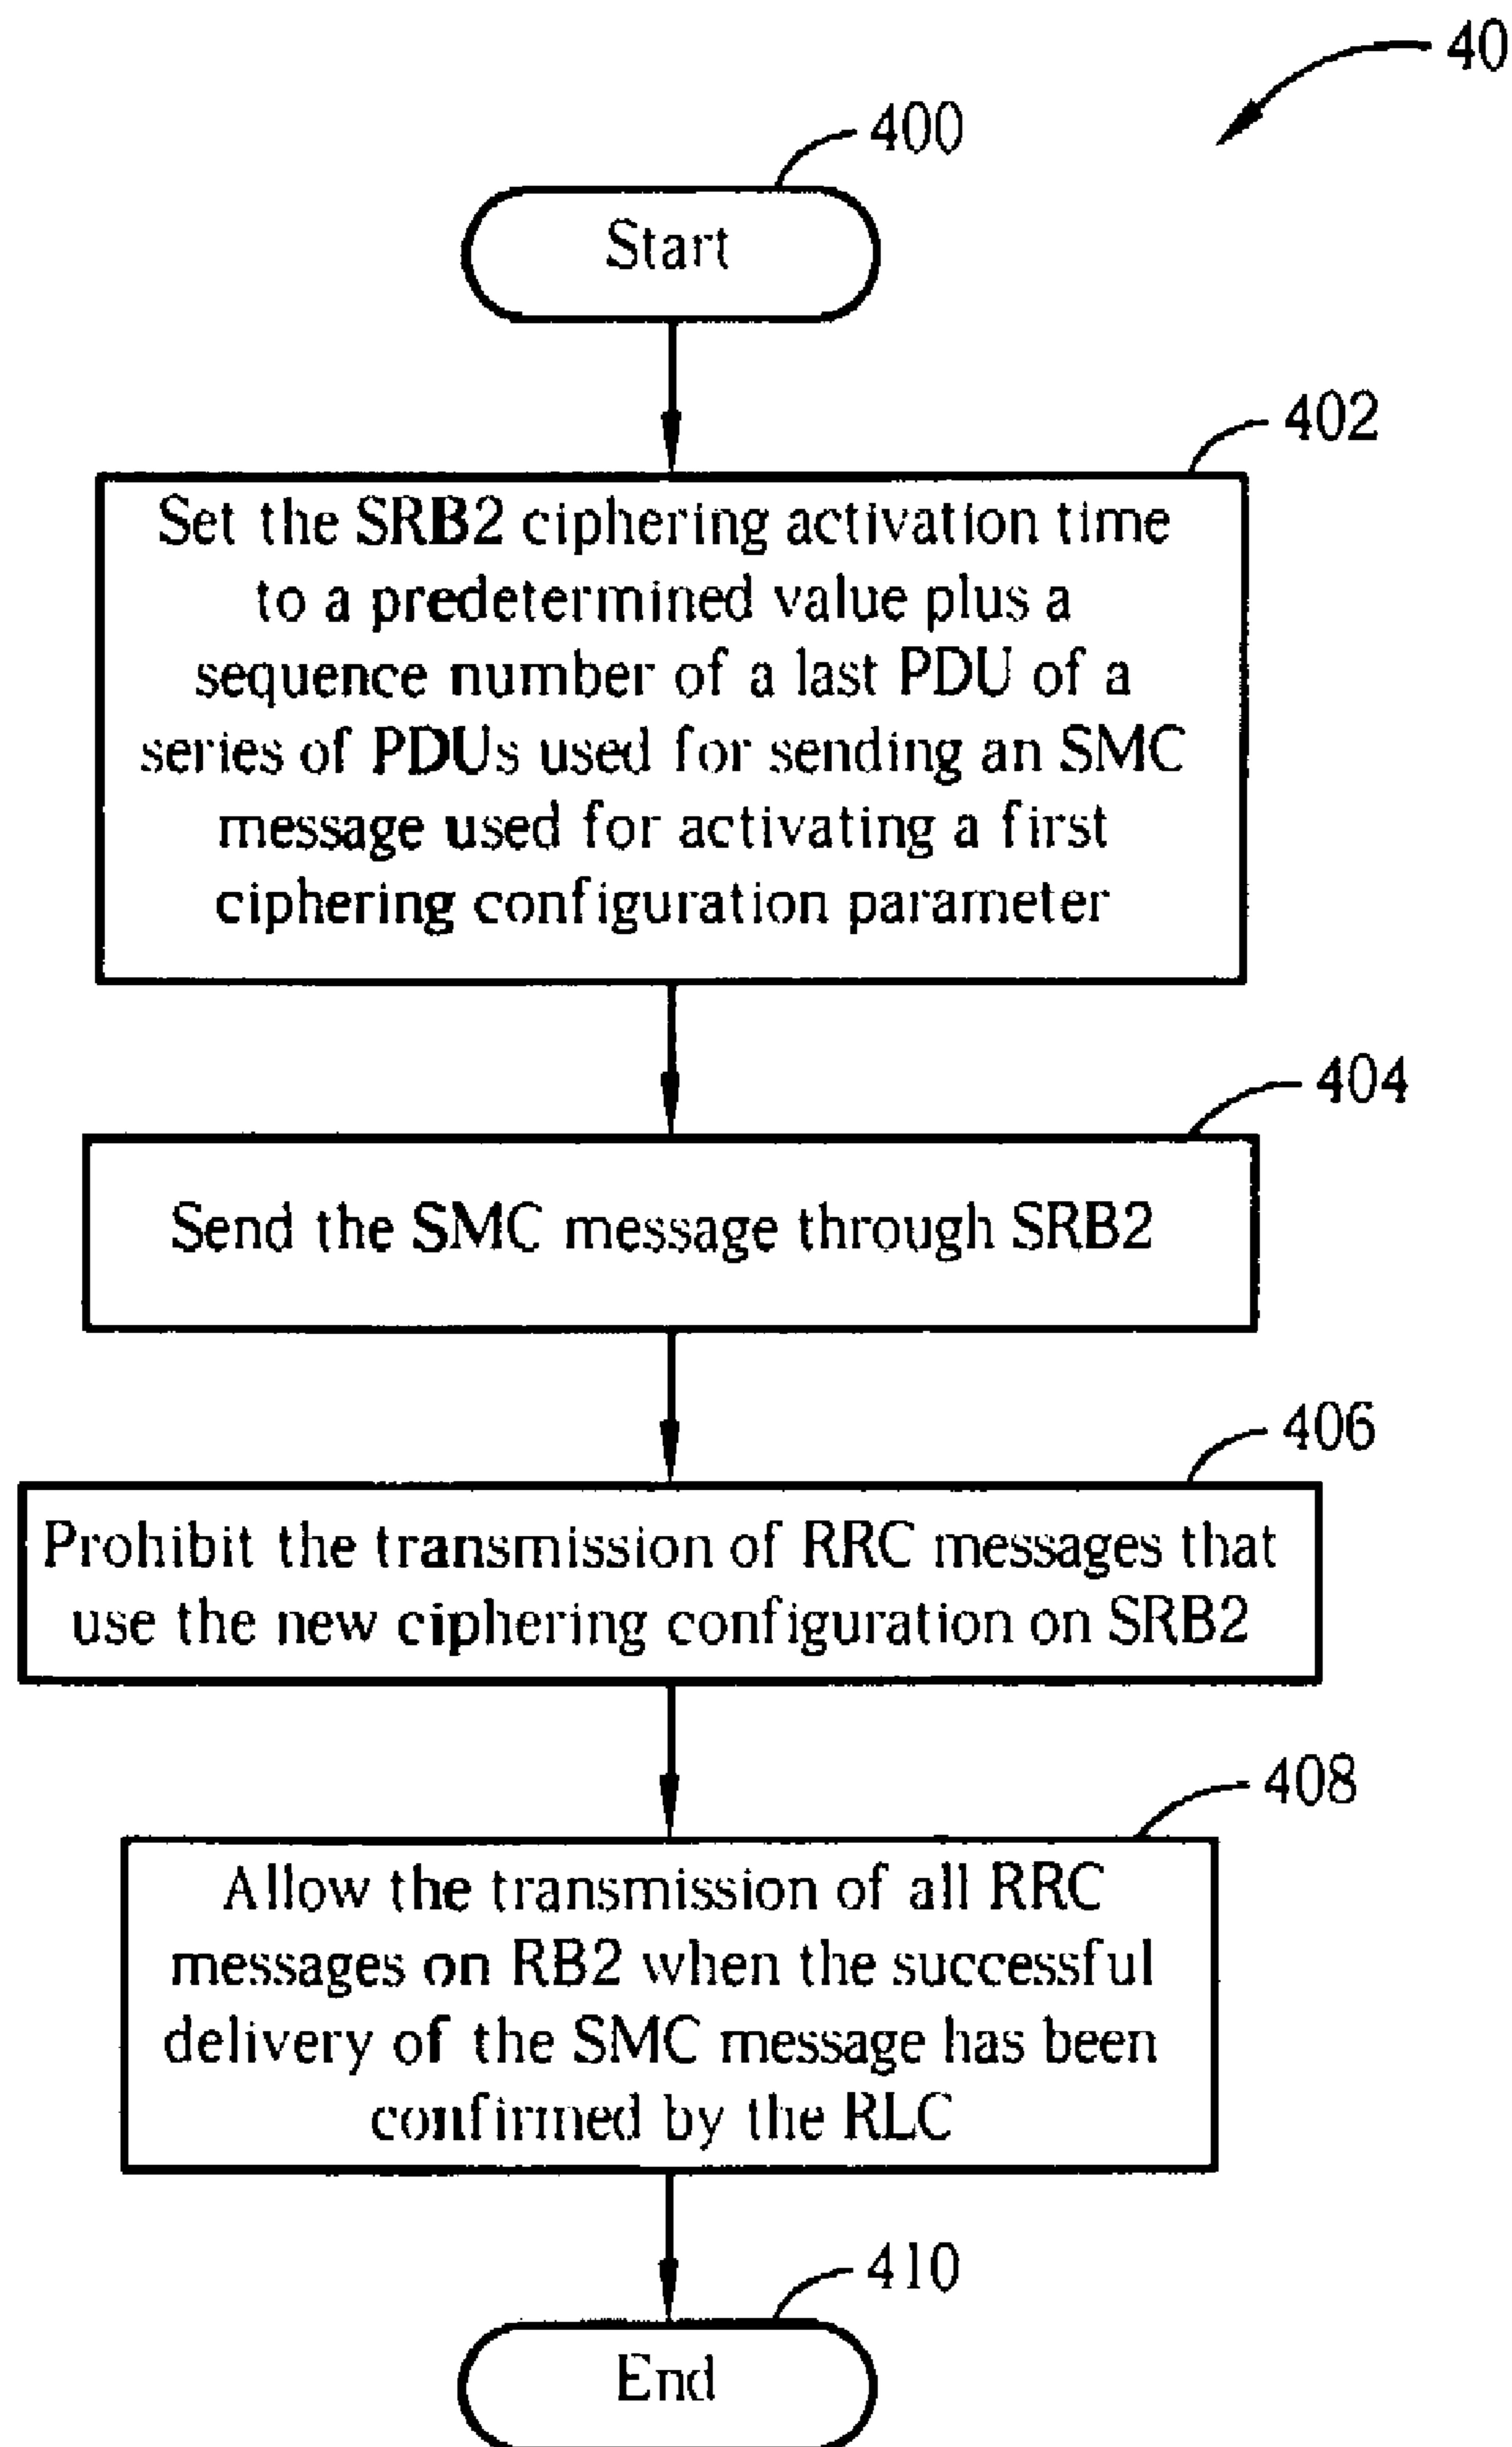 40
400
Start
402
Set the SRB2 ciphering activation time
to a predetermined value plus a
sequence number of a last PDU of a
series of PDUs used for sending an SMC
message used for activating a first
ciphering configuration parameter
404
Send the SMC message through SRB2
406
Prohibit the transmission of RRC messages that
use the new ciphering configuration on SRB2
408
Allow the transmission of all RRC
messages on RB2 when the successful
delivery of the SMC message has been
confirmed by the RLC
410
End